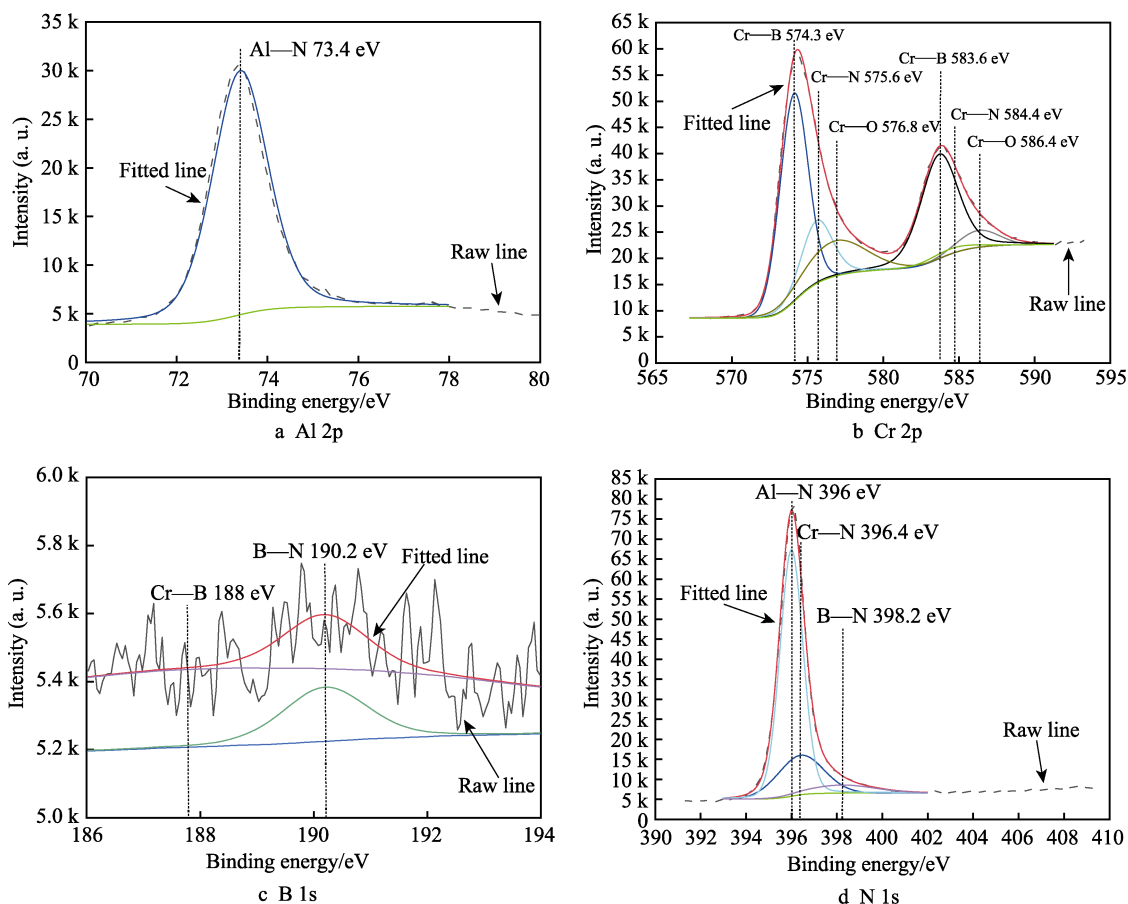 35 k
30 k
25 k
20 k
15 k
10 k
5 k
0
Intensity (a. u.)
Al—N 73.4 eV
Fitted line
Raw line
70 72 74 76 78 80
Binding energy/eV
a Al 2p
65 k
60 k
55 k
50 k
45 k
40 k
35 k
30 k
25 k
20 k
15 k
10 k
5 k
0
Intensity (a. u.)
Cr—B 574.3 eV
Cr—N 575.6 eV
Cr—O 576.8 eV
Cr—B 583.6 eV
Cr—N 584.4 eV
Cr—O 586.4 eV
Fitted line
Raw line
565 570 575 580 585 590 595
Binding energy/eV
b Cr 2p
6.0 k
5.8 k
5.6 k
5.4 k
5.2 k
5.0 k
Intensity (a. u.)
B—N 190.2 eV
Fitted line
Cr—B 188 eV
Raw line
186 188 190 192 194
Binding energy/eV
c B 1s
85 k
80 k
75 k
70 k
65 k
60 k
55 k
50 k
45 k
40 k
35 k
30 k
25 k
20 k
15 k
10 k
5 k
0
Intensity (a. u.)
Al—N 396 eV
Cr—N 396.4 eV
Fitted line
B—N 398.2 eV
Raw line
390 392 394 396 398 400 402 404 406 408 410
Binding energy/eV
d N 1s